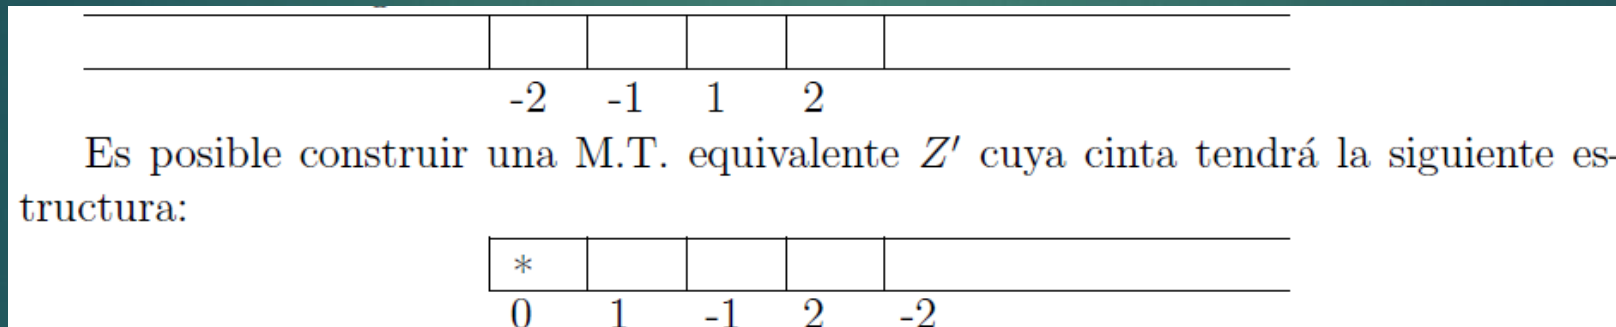 -2 -1 1 2
Es posible construir una M.T. equivalente Z′ cuya cinta tendrá la siguiente es-
tructura:
*
0 1 -1 2 -2